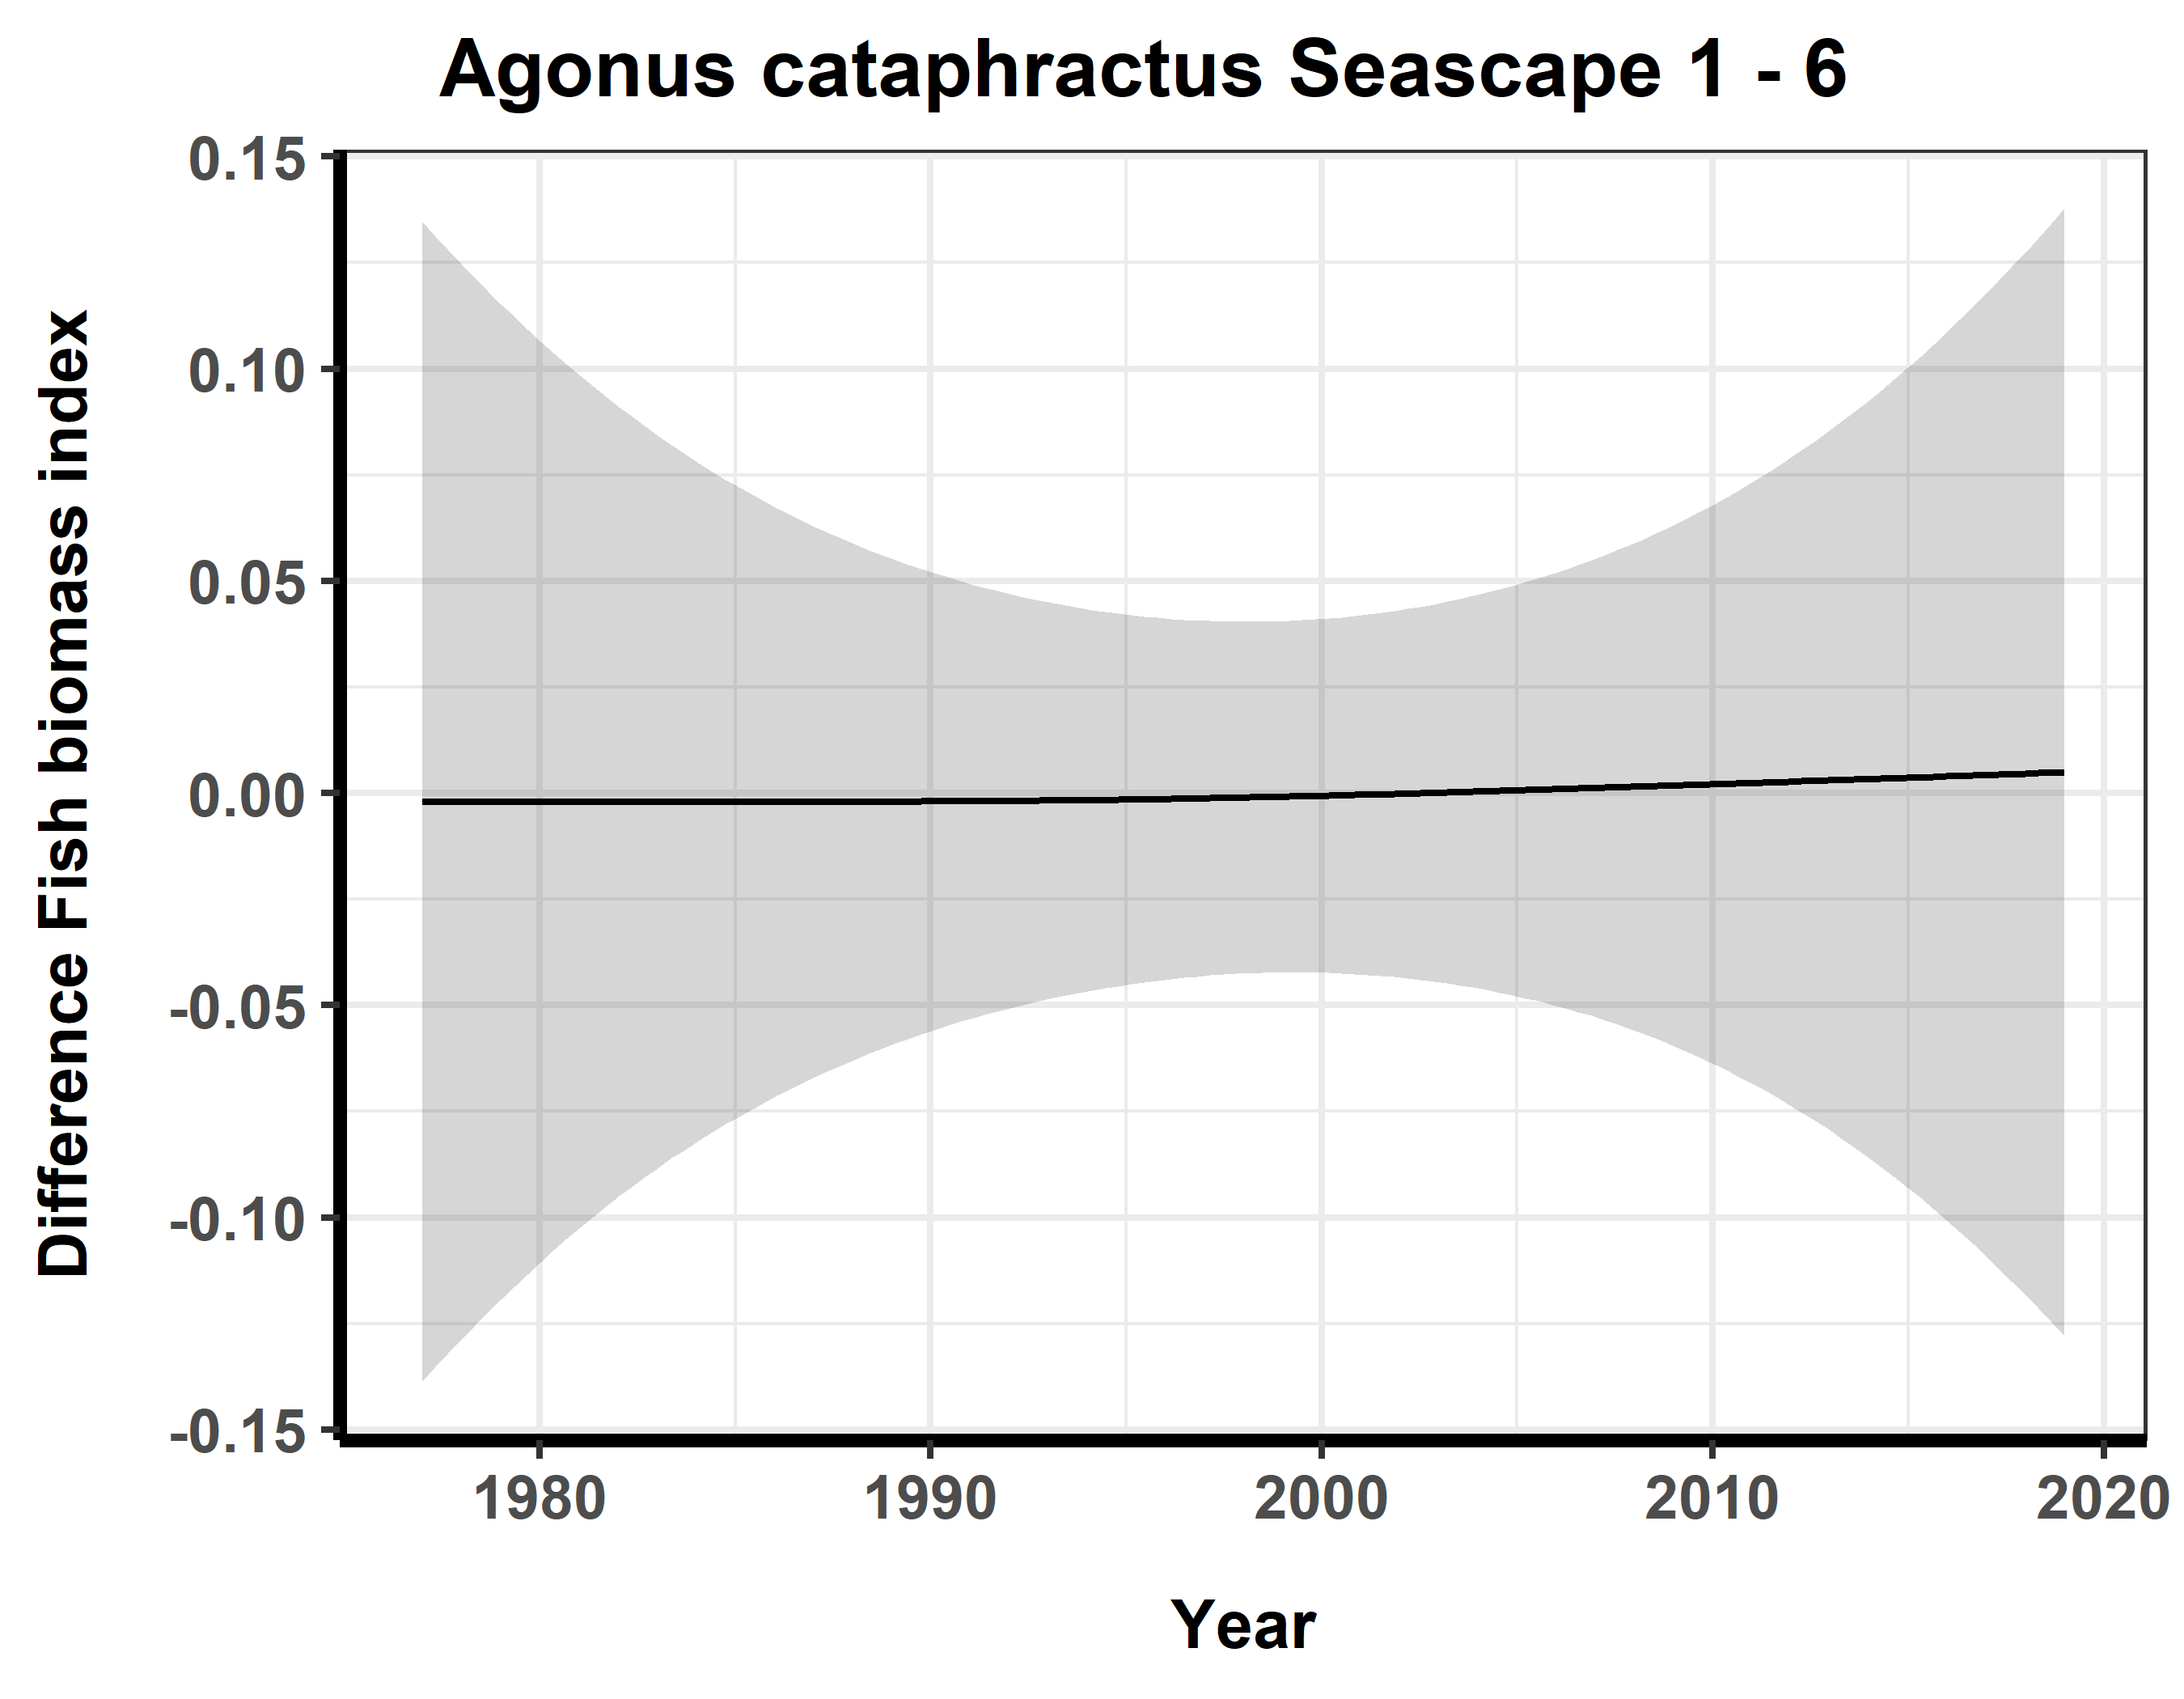 Agonus cataphractus Seascape 1 - 6
Difference Fish biomass index
0.15
0.10
0.05
0.00
-0.05
-0.10
-0.15
1980 1990 2000 2010 2020
Year